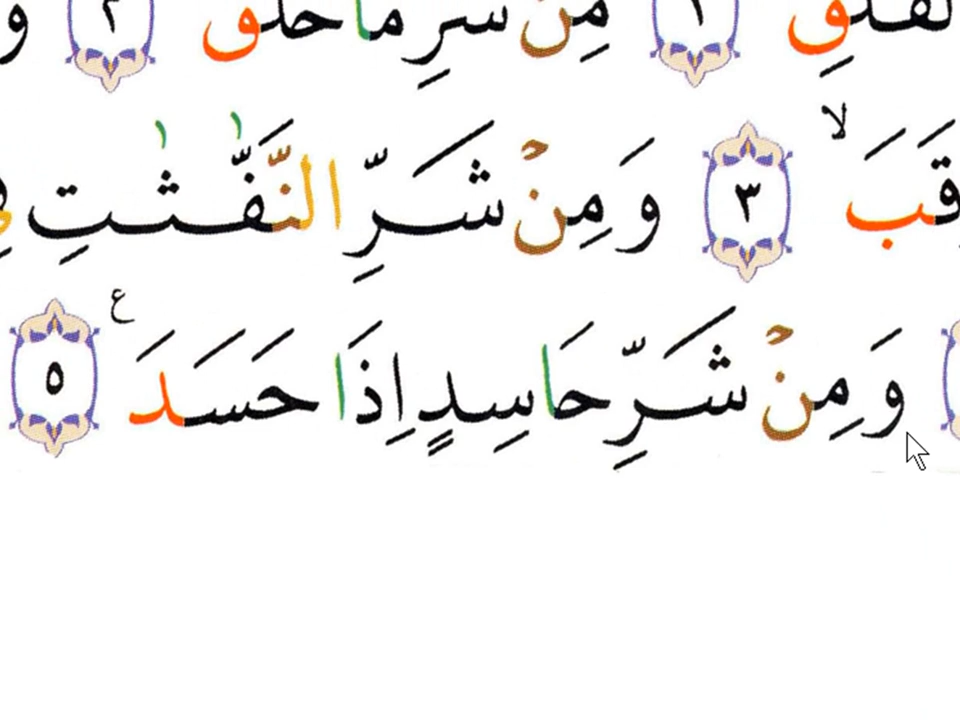 لْفَلَقِ ١ مِنْ شَرِّ مَا خَلَقَ ٢ و
قَبَ ۙ ٣ وَمِنْ شَرِّ النَّفّٰثٰتِ فِ
وَمِنْ شَرِّ حَاسِدٍ اِذَا حَسَدَ ࣖ ٥